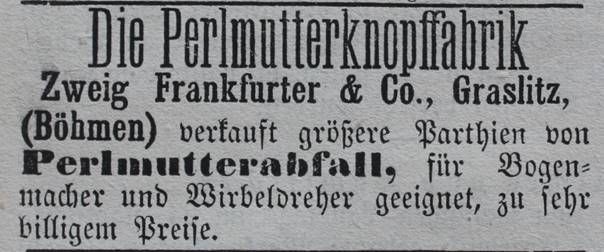 Die Perlmutterknopffabrik
Zweig Frankfurter & Co., Graslitz,
(Böhmen) verkauft größere Parthien von
Perlmutterabfall, für Bogen-
macher und Wirbeldreher geeignet, zu sehr
billigem Preise.